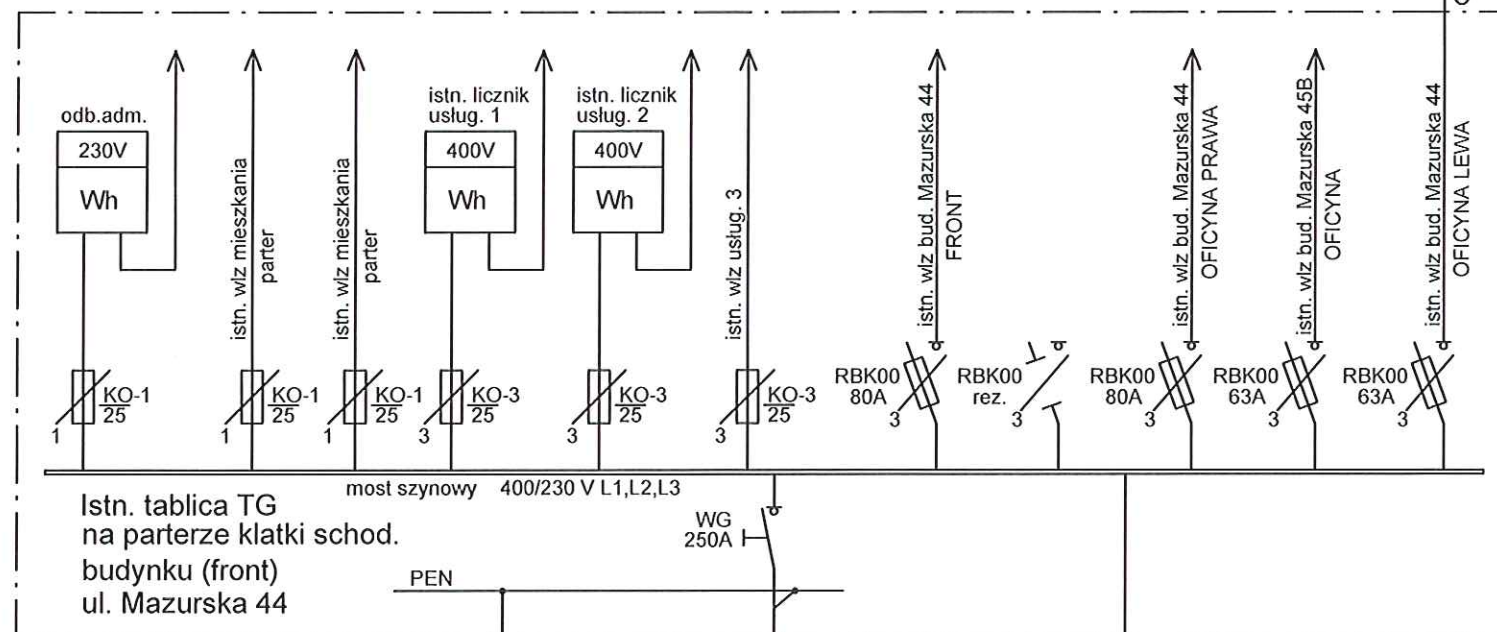 odb.adm.
230V
Wh
istn. wlz mieszkania
parter
istn. wlz mieszkania
parter
istn. licznik
usług. 1
400V
Wh
istn. licznik
usług. 2
400V
Wh
istn. wlz usług. 3
istn. wlz bud. Mazurska 44
FRONT
istn. wlz bud. Mazurska 44
OFICYNA PRAWA
istn. wlz bud. Mazurska 45B
OFICYNA
istn. wlz bud. Mazurska 44
OFICYNA LEWA
KO-1
25
1
KO-1
25
1
KO-1
25
1
KO-3
25
3
KO-3
25
3
KO-3
25
3
RBK00
80A
3
RBK00
rez.
3
RBK00
80A
3
RBK00
63A
3
RBK00
63A
3
most szynowy 400/230 V L1,L2,L3
Istn. tablica TG
na parterze klatki schod.
budynku (front)
ul. Mazurska 44
WG
250A
PEN